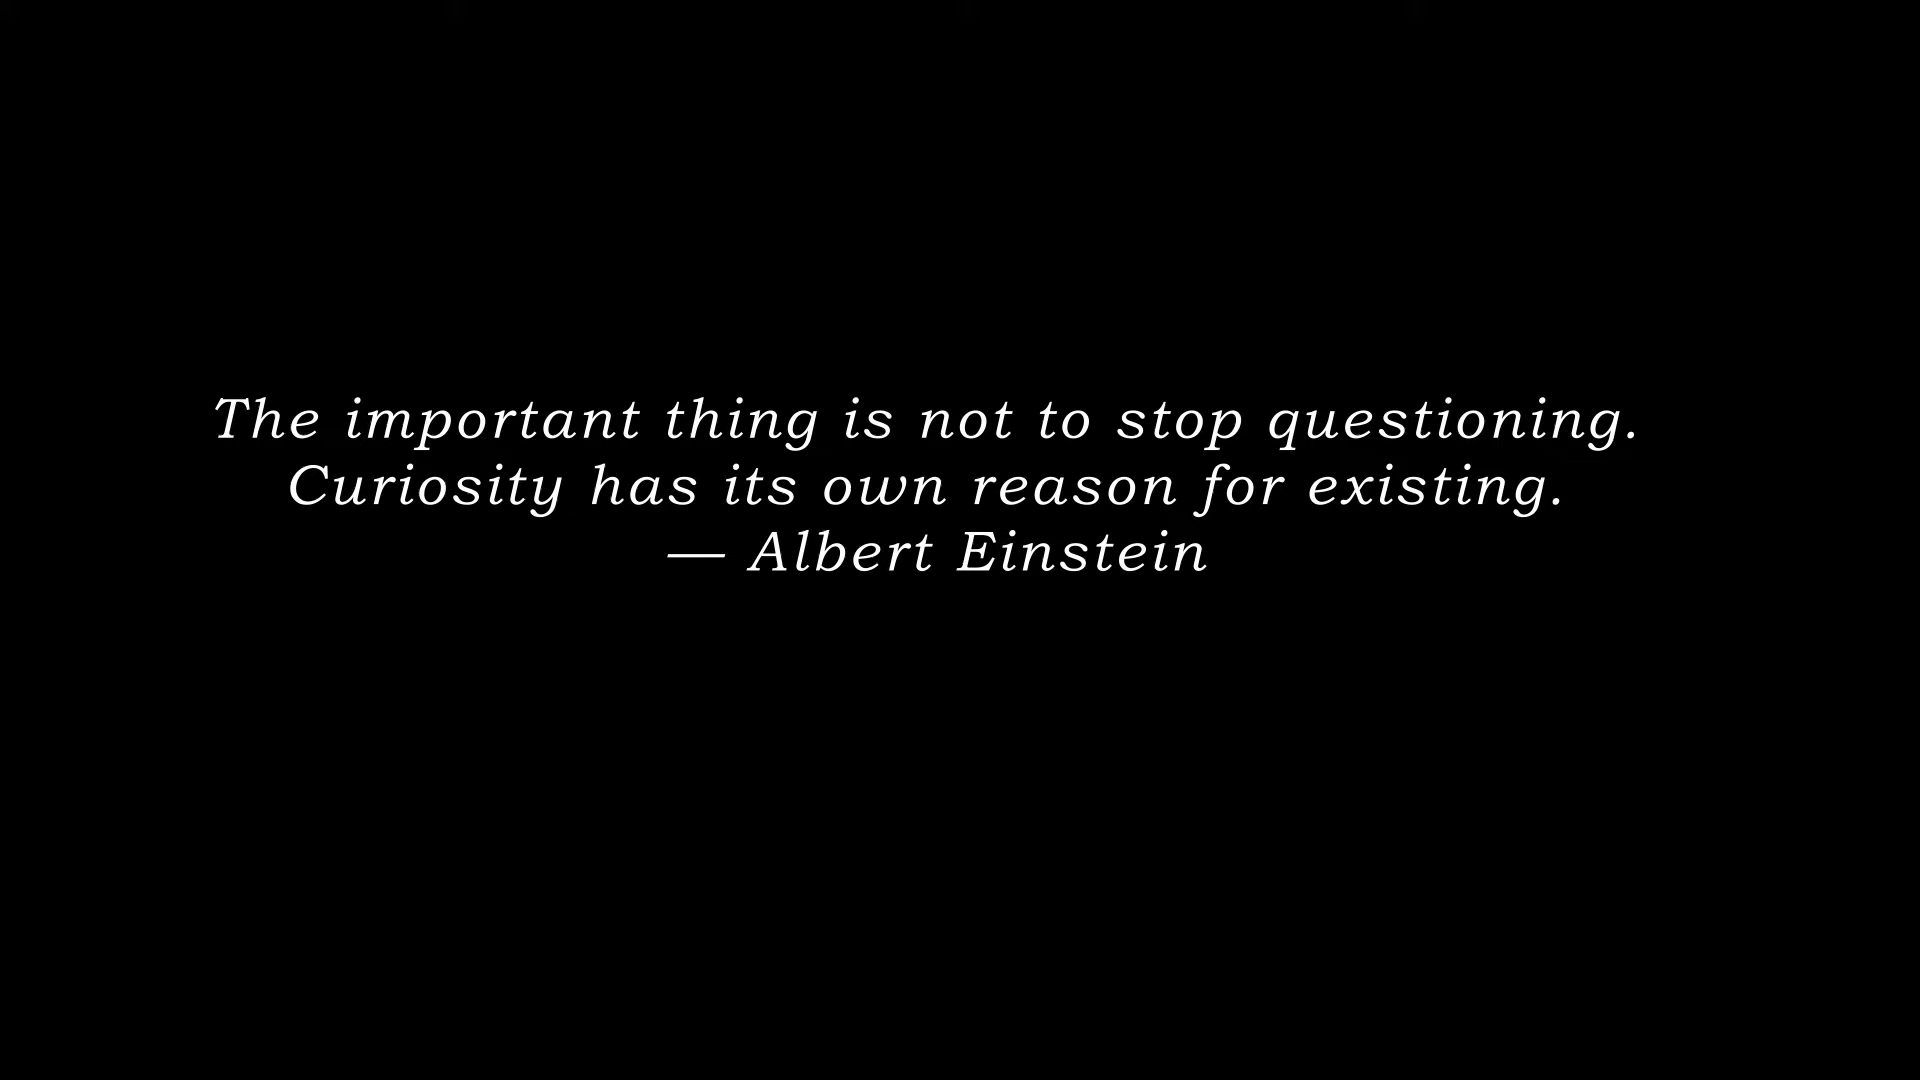 The important thing is not to stop questioning.
Curiosity has its own reason for existing.
— Albert Einstein